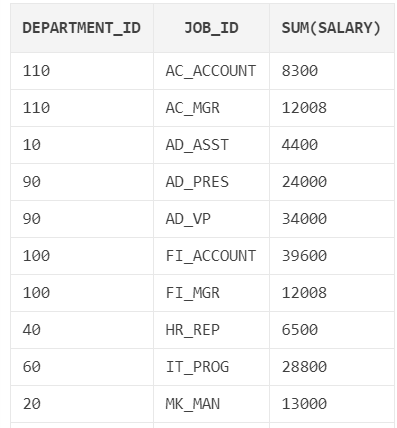 DEPARTMENT_ID JOB_ID SUM(SALARY)
110 AC_ACCOUNT 8300
110 AC_MGR 12008
10 AD_ASST 4400
90 AD_PRES 24000
90 AD_VP 34000
100 FI_ACCOUNT 39600
100 FI_MGR 12008
40 HR_REP 6500
60 IT_PROG 28800
20 MK_MAN 13000